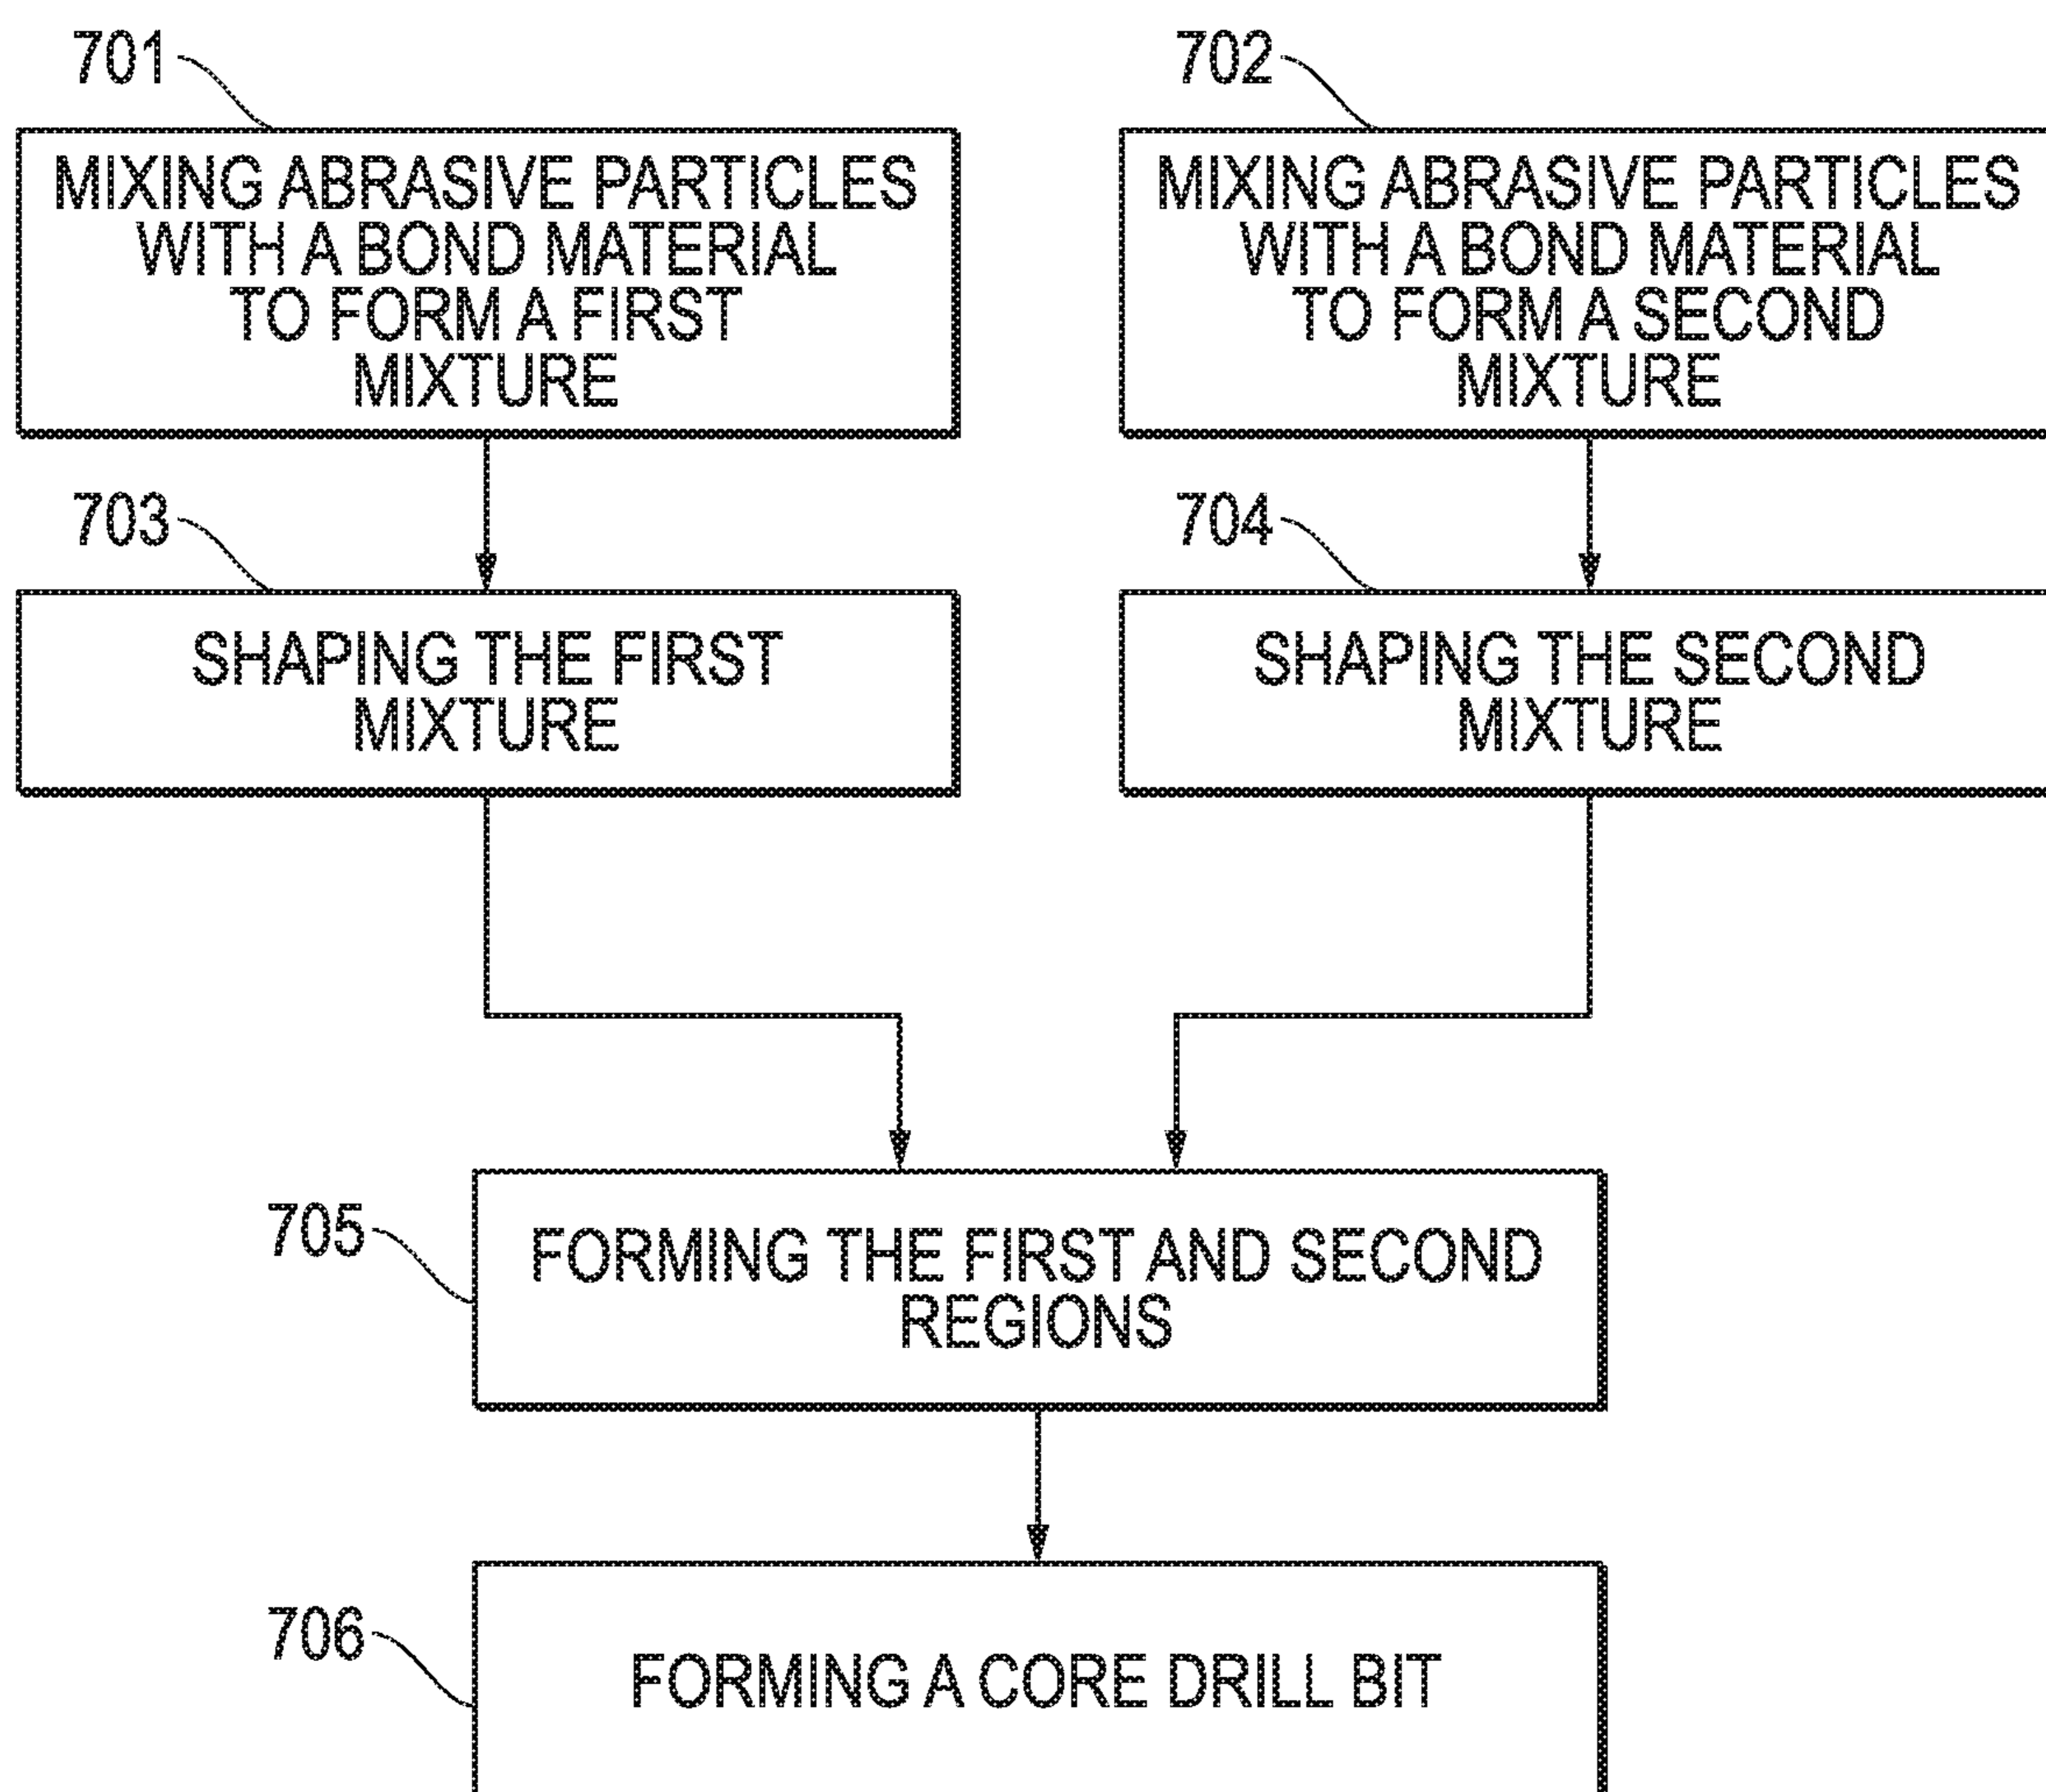 701
MIXING ABRASIVE PARTICLES
WITH A BOND MATERIAL
TO FORM A FIRST
MIXTURE
702
MIXING ABRASIVE PARTICLES
WITH A BOND MATERIAL
TO FORM A SECOND
MIXTURE
703
SHAPING THE FIRST
MIXTURE
704
SHAPING THE SECOND
MIXTURE
705
FORMING THE FIRST AND SECOND
REGIONS
706
FORMING A CORE DRILL BIT